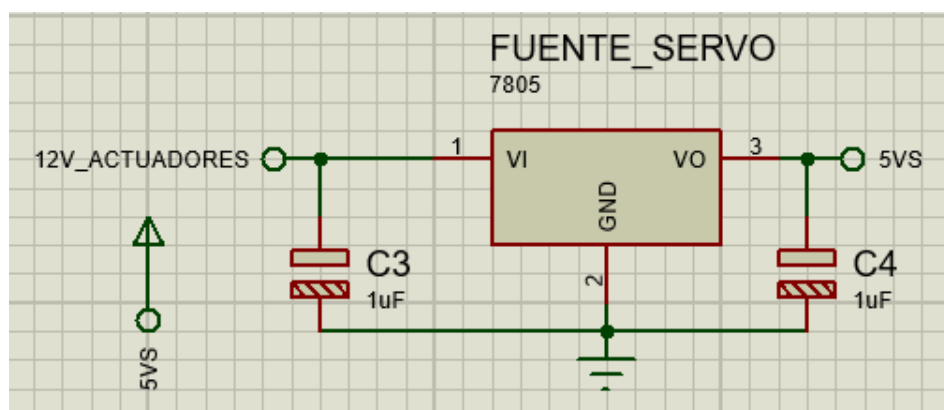 FUENTE_SERVO
7805
12V_ACTUADORES
1
VI
VO
3
5VS
GND
2
C3
1uF
C4
1uF
5VS